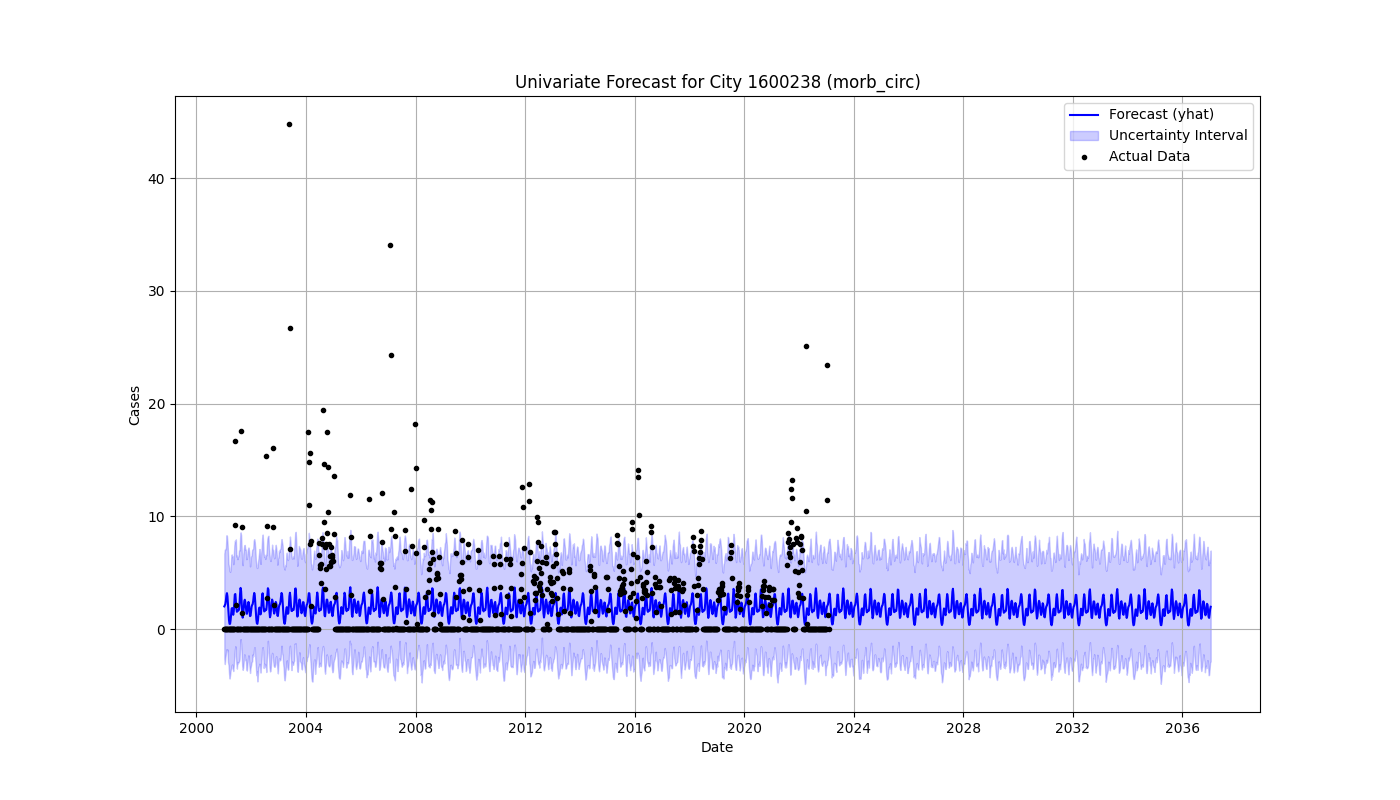 Univariate Forecast for City 1600238 (morb_circ)
Forecast (yhat)
Uncertainty Interval
Actual Data
Cases
40
30
20
10
0
2000 2004 2008 2012 2016 2020 2024 2028 2032 2036
Date